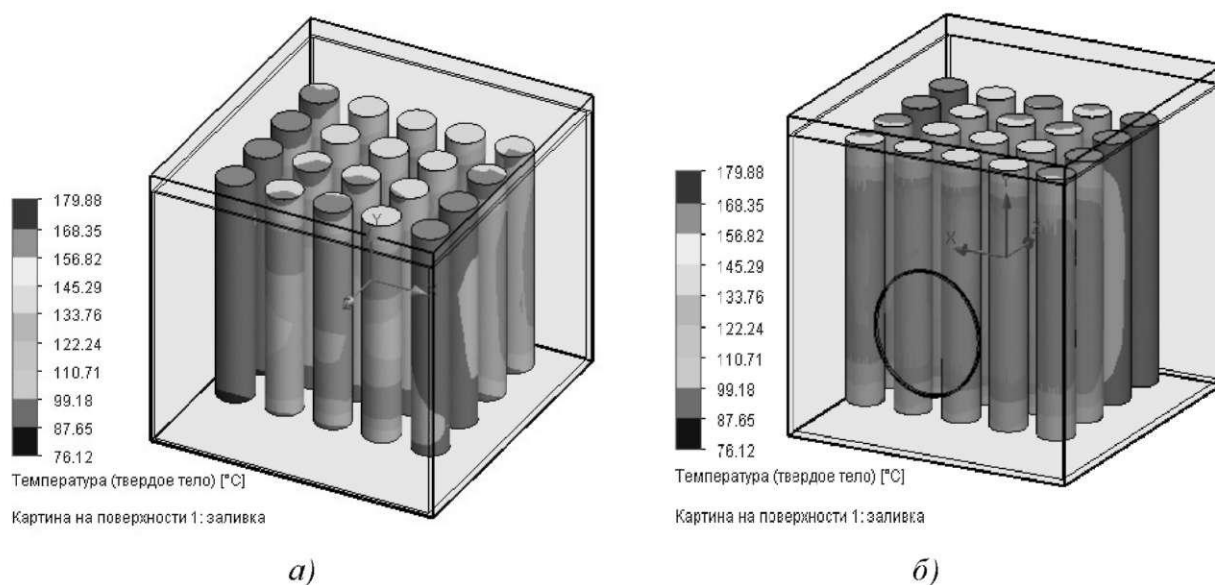 179.88
168.35
156.82
145.29
133.76
122.24
110.71
99.18
87.65
76.12
Температура (твердое тело) [°C]
Картина на поверхности 1: заливка
Y
а)
179.88
168.35
156.82
145.29
133.76
122.24
110.71
99.18
87.65
76.12
Температура (твердое тело) [°C]
Картина на поверхности 1: заливка
Y
X
б)